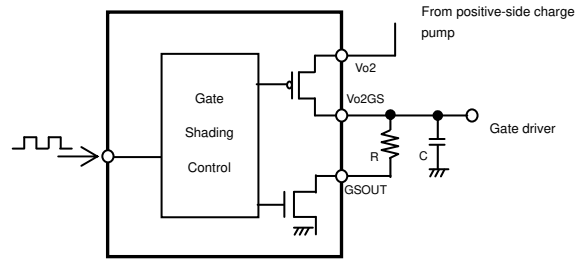 From positive-side charge
pump
Vo2
Gate
Shading
Control
Vo2GS
Gate driver
R
C
GSOUT